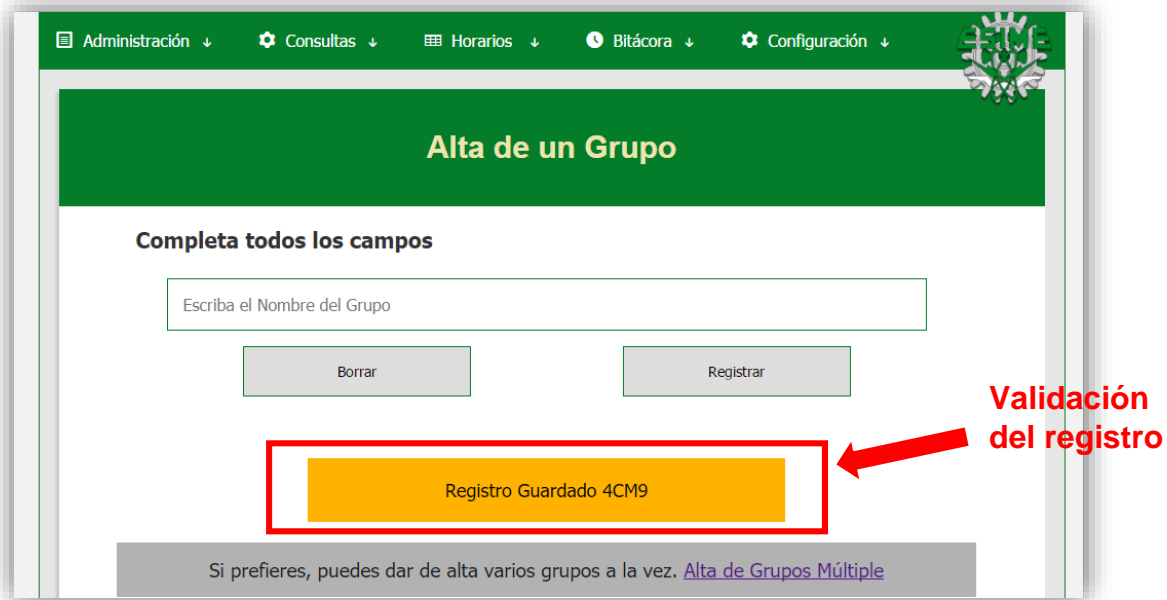 Administración ↓ Consultas ↓ Horarios ↓ Bitácora ↓ Configuración ↓
Alta de un Grupo
Completa todos los campos
Escriba el Nombre del Grupo
Borrar Registrar
Validación
del registro
Registro Guardado 4CM9
Si prefieres, puedes dar de alta varios grupos a la vez. Alta de Grupos Múltiple